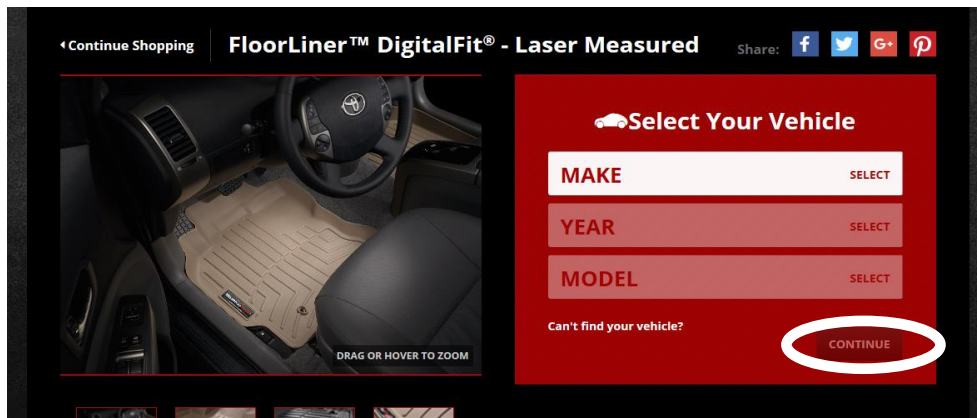 Continue Shopping
FloorLiner™ DigitalFit® - Laser Measured
Share:
Select Your Vehicle
MAKE SELECT
YEAR SELECT
MODEL SELECT
Can't find your vehicle?
CONTINUE
DRAG OR HOVER TO ZOOM